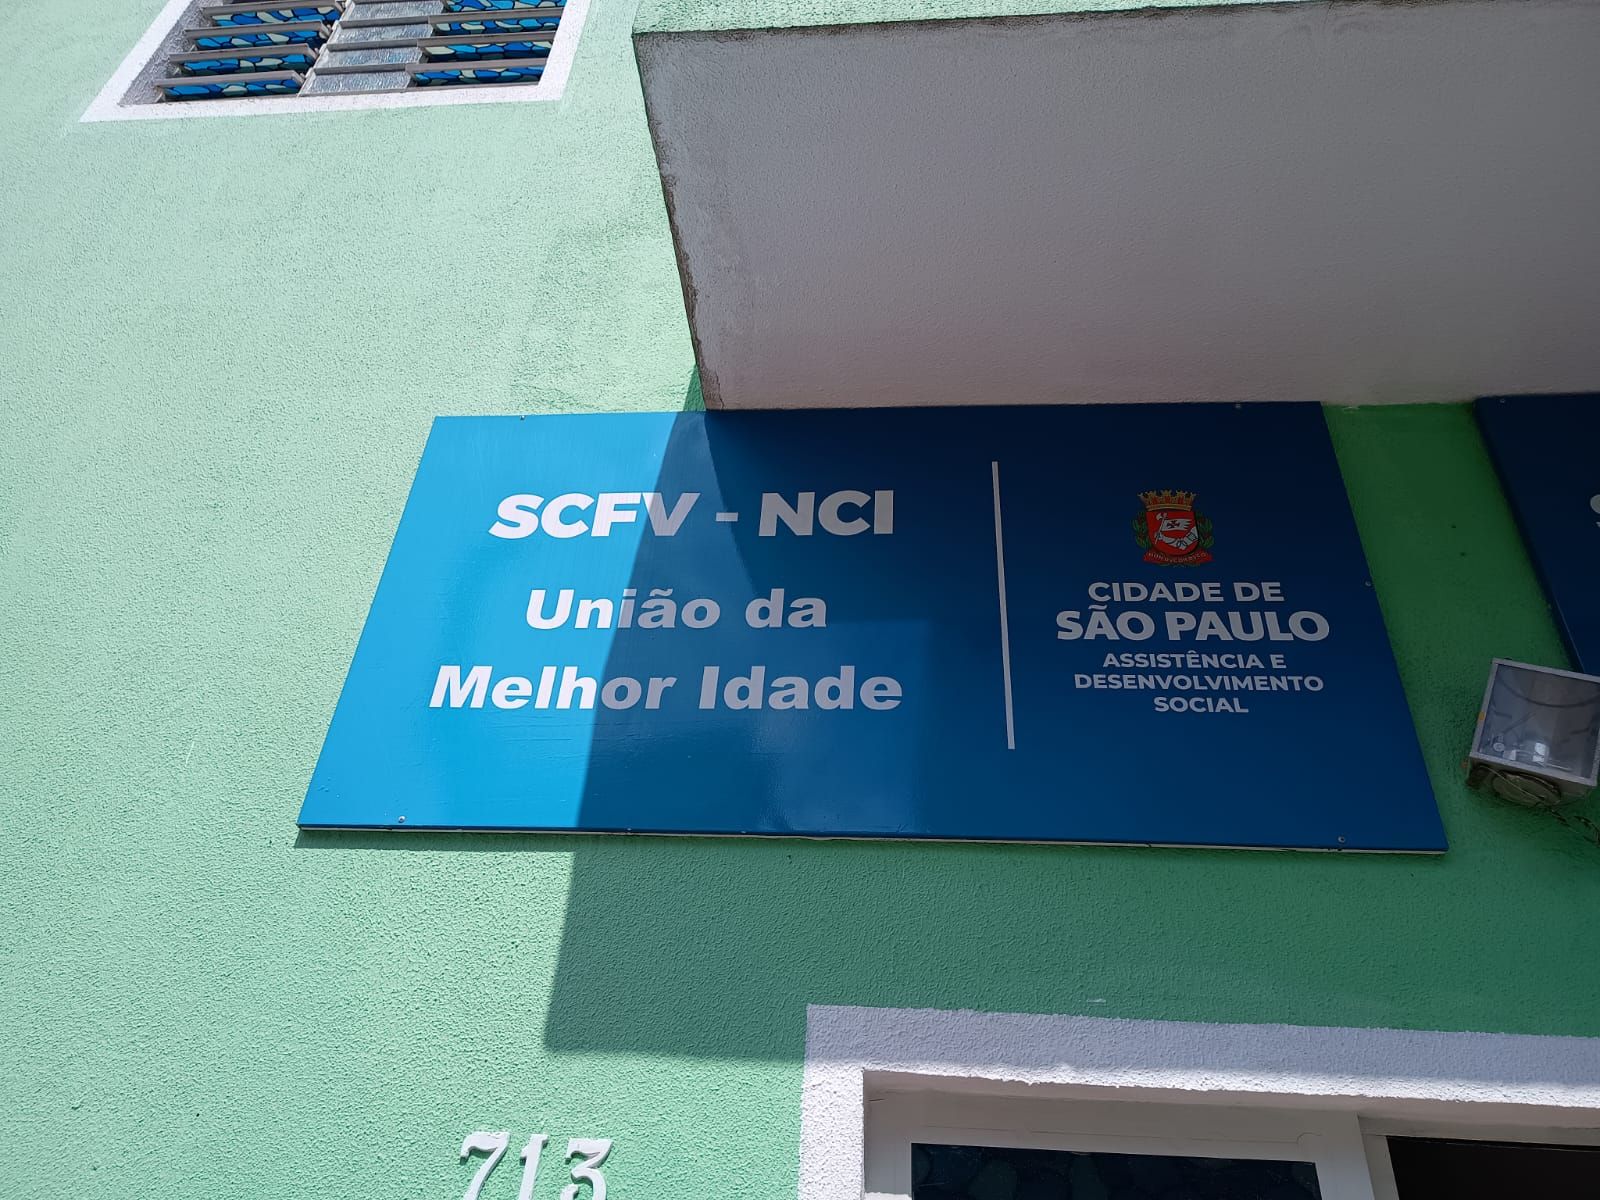 SCFV - NCI
União da
Melhor Idade
CIDADE DE
SÃO PAULO
ASSISTÊNCIA E
DESENVOLVIMENTO
SOCIAL
713